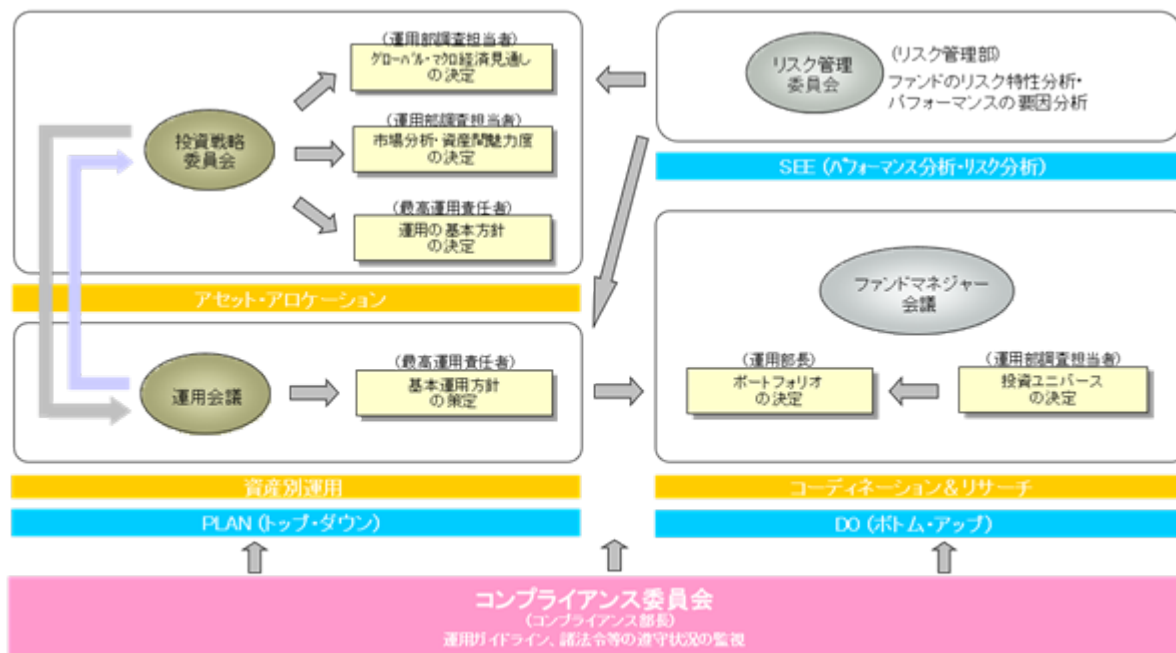 (運用部調査担当者)
グローバル・マクロ経済見通し
の決定
投資戦略
委員会
(運用部調査担当者)
市場分析・資産間魅力度
の決定
(最高運用責任者)
運用の基本方針
の決定
アセット・アロケーション
運用会議
(最高運用責任者)
基本運用方針
の策定
資産別運用
PLAN (トップ・ダウン)
リスク管理
委員会
(リスク管理部)
ファンドのリスク特性分析・
パフォーマンスの要因分析
SEE (パフォーマンス分析・リスク分析)
ファンドマネジャー
会議
(運用部長)
ポートフォリオ
の決定
(運用部調査担当者)
投資ユニバース
の決定
コーディネーション&リサーチ
DO (ボトム・アップ)
コンプライアンス委員会
(コンプライアンス部長)
運用ガイドライン、諸法令等の遵守状況の監視